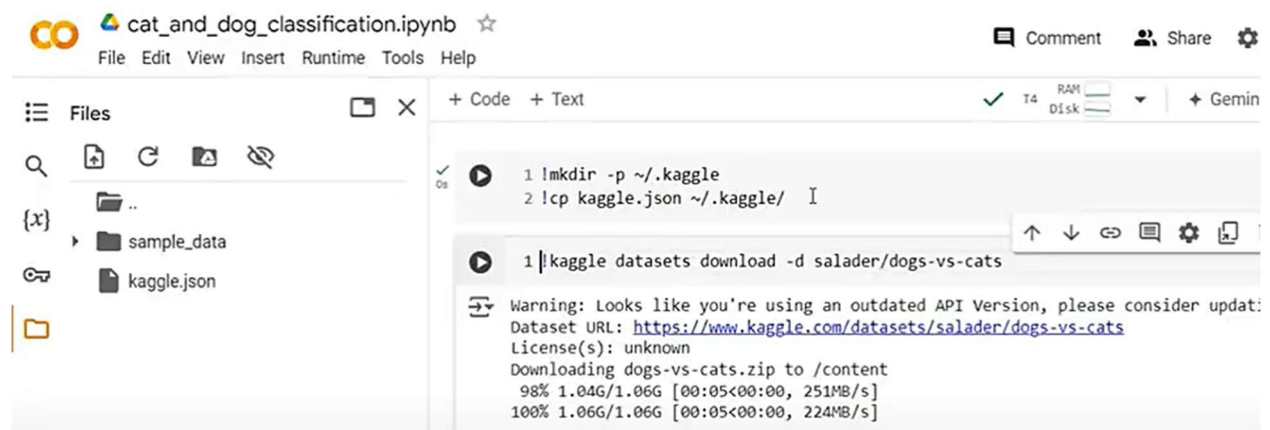 cat_and_dog_classification.ipynb
Comment Share
File Edit View Insert Runtime Tools Help
Files
+ Code + Text
T4 RAM Disk
Gemin
..
sample_data
kaggle.json
{x}
0s
1 !mkdir -p ~/.kaggle
2 !cp kaggle.json ~/.kaggle/
1 !kaggle datasets download -d salader/dogs-vs-cats
Warning: Looks like you're using an outdated API Version, please consider updati
Dataset URL: https://www.kaggle.com/datasets/salader/dogs-vs-cats
License(s): unknown
Downloading dogs-vs-cats.zip to /content
98% 1.04G/1.06G [00:05<00:00, 251MB/s]
100% 1.06G/1.06G [00:05<00:00, 224MB/s]